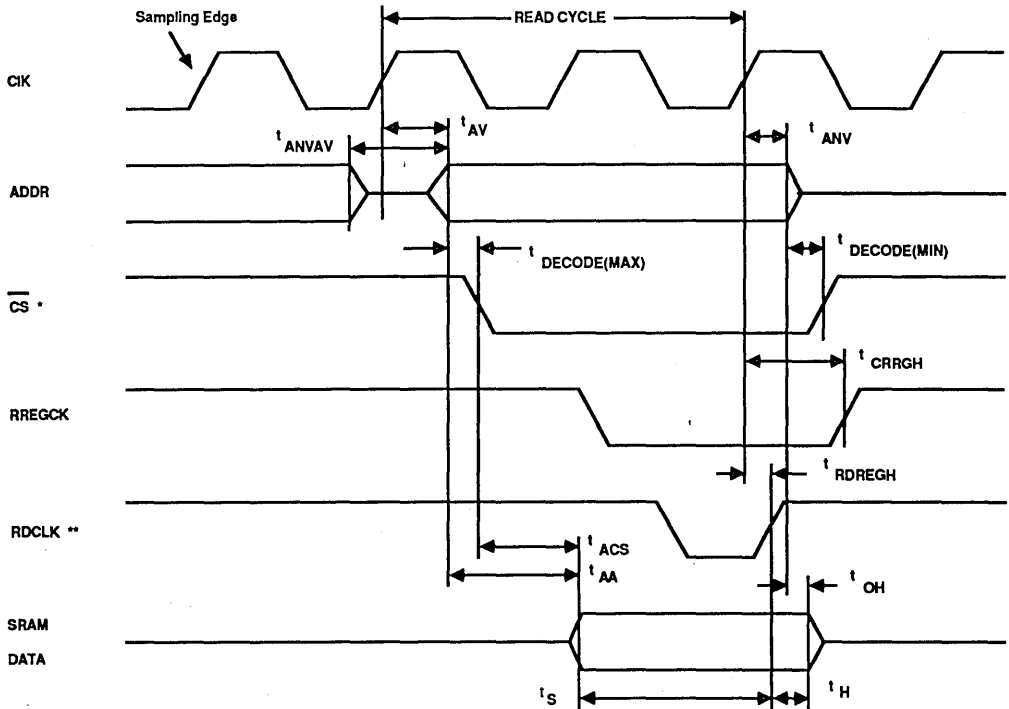 Sampling Edge
READ CYCLE
CIK
t AV
t ANVAV
t ANV
ADDR
t DECODE(MAX)
t DECODE(MIN)
CS *
t CRRGH
RREGCK
t RDREGH
RDCLK **
t ACS
t AA
t OH
SRAM
DATA
t S
t H